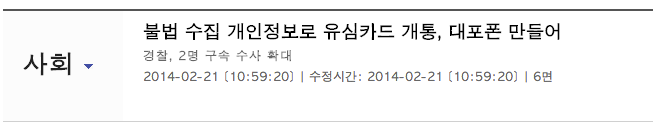 불법 수집 개인정보로 유심카드 개통, 대포폰 만들어
사회
경찰, 2명 구속 수사 확대
2014-02-21 [10:59:20] | 수정시간: 2014-02-21 [10:59:20] | 6면